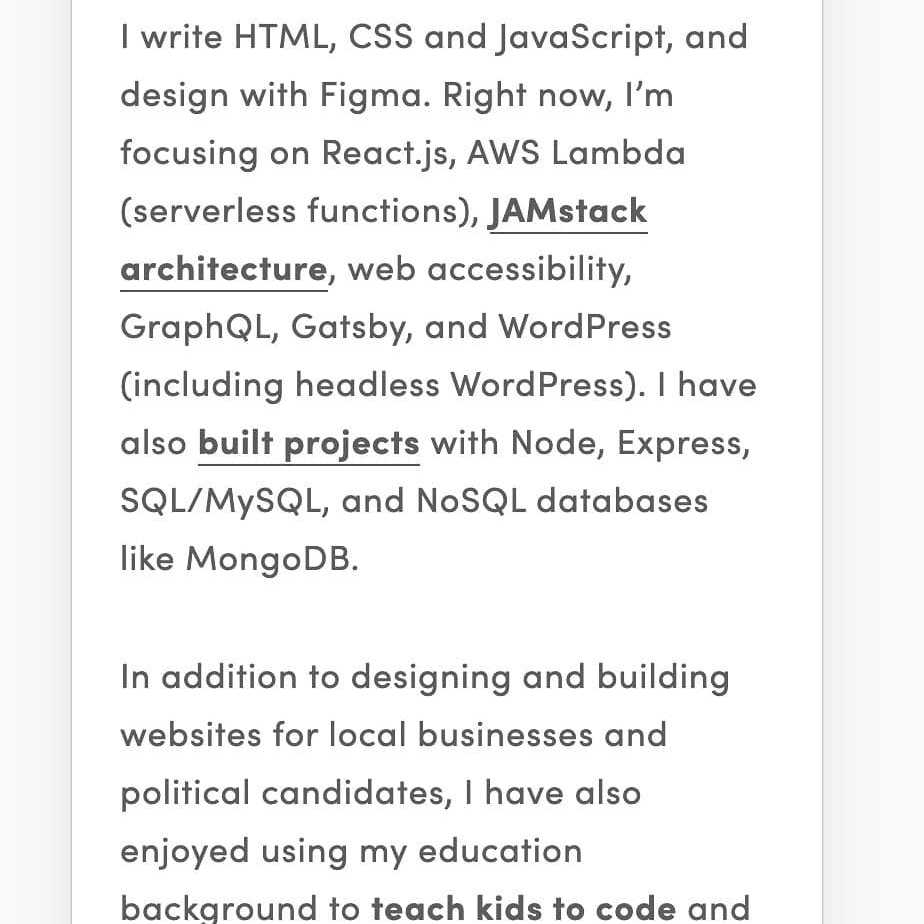 I write HTML, CSS and JavaScript, and
design with Figma. Right now, I’m
focusing on React.js, AWS Lambda
(serverless functions), JAMstack
architecture, web accessibility,
GraphQL, Gatsby, and WordPress
(including headless WordPress). I have
also built projects with Node, Express,
SQL/MySQL, and NoSQL databases
like MongoDB.
In addition to designing and building
websites for local businesses and
political candidates, I have also
enjoyed using my education
background to teach kids to code and